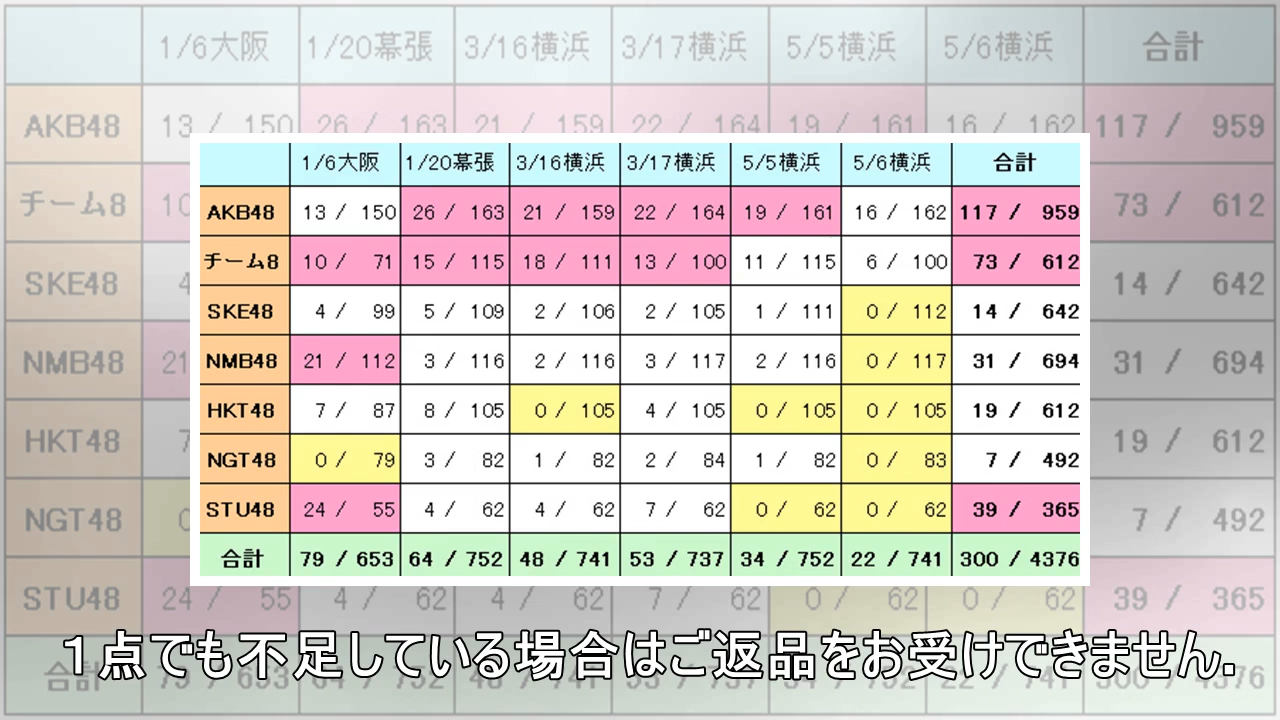 1/6大阪 1/20幕張 3/16横浜 3/17横浜 5/5横浜 5/6横浜 合計
AKB48 13 / 150 26 / 163 21 / 159 22 / 164 19 / 161 16 / 162 117 / 959
チーム8 10 / 71 15 / 115 18 / 111 13 / 100 11 / 115 6 / 100 73 / 612
SKE48 4 / 99 5 / 109 2 / 106 2 / 105 1 / 111 0 / 112 14 / 642
NMB48 21 / 112 3 / 116 2 / 116 3 / 117 2 / 116 0 / 117 31 / 694
HKT48 7 / 87 8 / 105 0 / 105 4 / 105 0 / 105 0 / 105 19 / 612
NGT48 0 / 79 3 / 82 1 / 82 2 / 84 1 / 82 0 / 83 7 / 492
STU48 24 / 55 4 / 62 4 / 62 7 / 62 0 / 62 0 / 62 39 / 365
合計 79 / 653 64 / 752 48 / 741 53 / 737 34 / 752 22 / 741 300 / 4376
１点でも不足している場合はご返品をお受けできません.